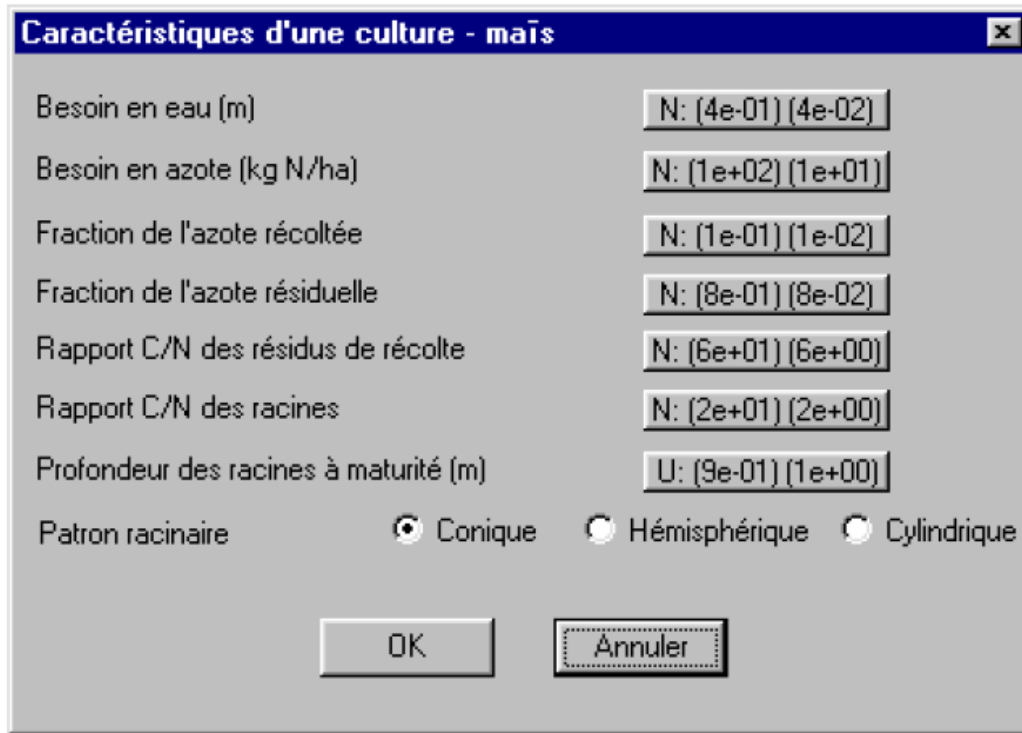 Caractéristiques d'une culture - maïs
Besoin en eau (m) N: (4e-01) (4e-02)
Besoin en azote (kg N/ha) N: (1e+02) (1e+01)
Fraction de l'azote récoltée N: (1e-01) (1e-02)
Fraction de l'azote résiduelle N: (8e-01) (8e-02)
Rapport C/N des résidus de récolte N: (6e+01) (6e+00)
Rapport C/N des racines N: (2e+01) (2e+00)
Profondeur des racines à maturité (m) U: (9e-01) (1e+00)
Patron racinaire Conique Hémisphérique Cylindrique
OK Annuler